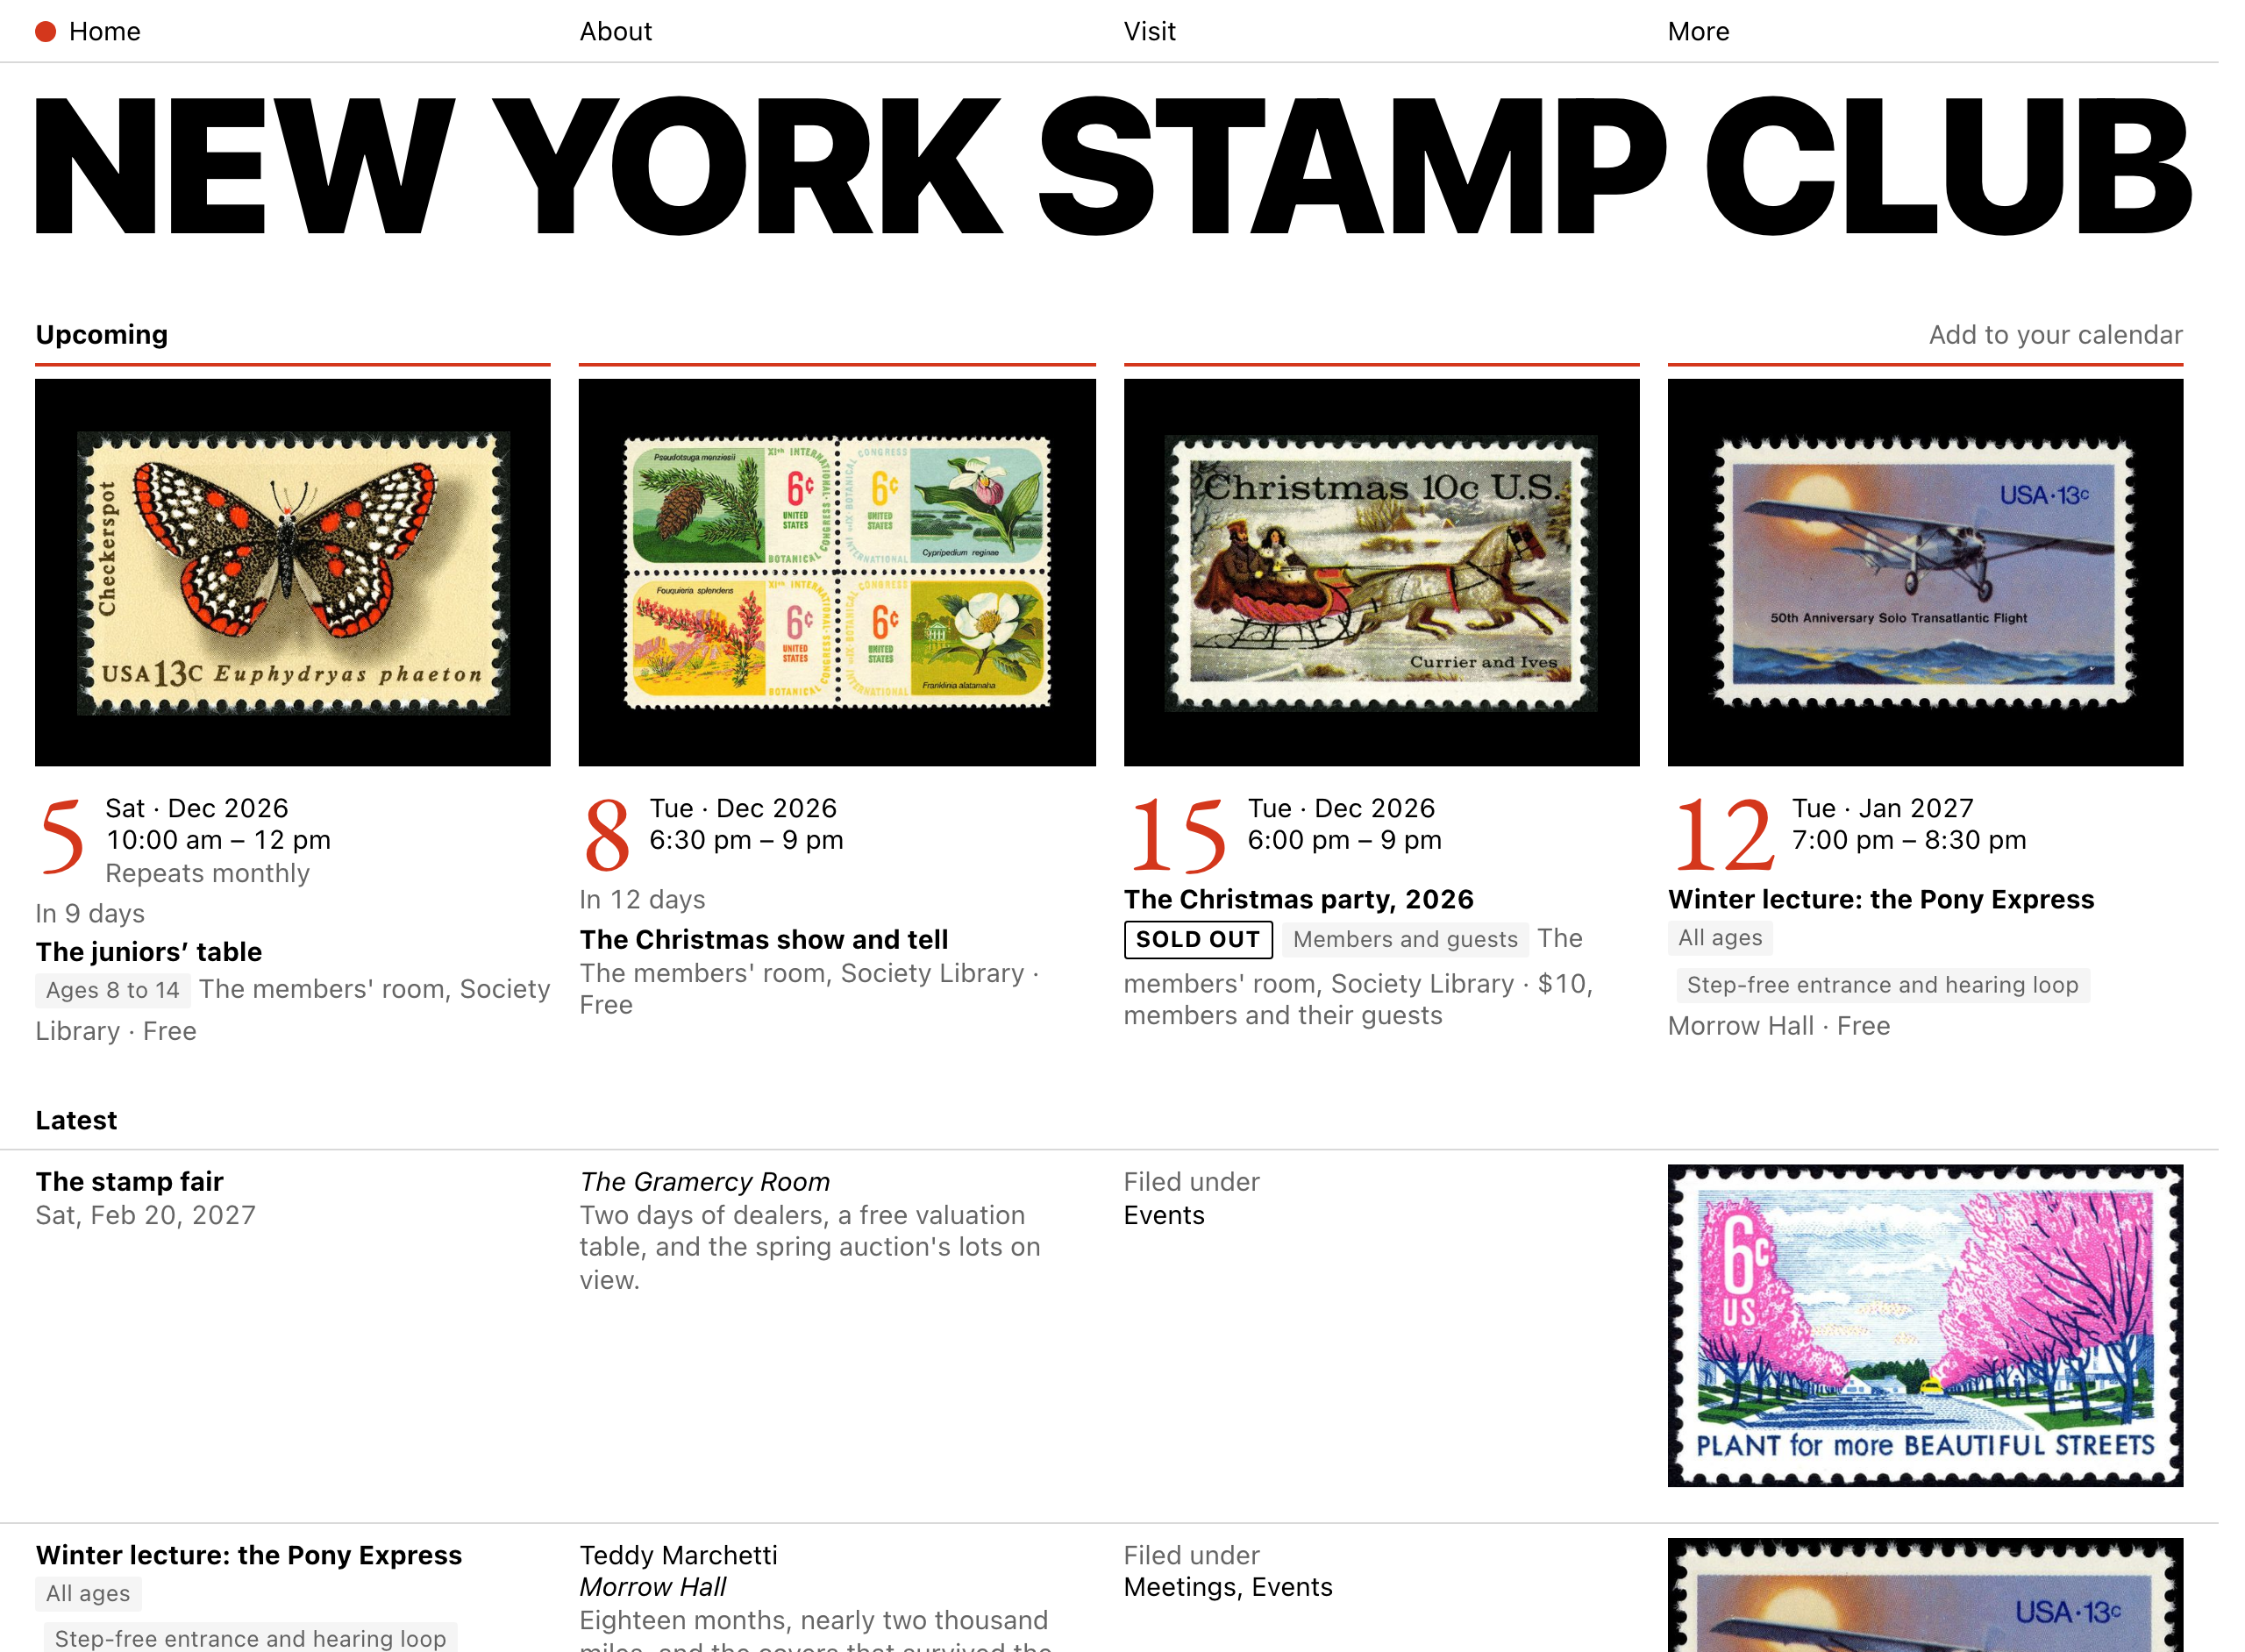 Home
About
Visit
More
NEW YORK STAMP CLUB
Upcoming
Add to your calendar
Checkerspot
USA 13C Euphydryas phaeton
Pseudotsuga menziesii
6¢
UNITED
STATES
XIth INTERNATIONAL
BOTANICAL CONGRESS
6¢
UNITED
STATES
Cypripedium reginae
Fouquieria splendens
6¢
UNITED
STATES
6¢
UNITED
STATES
Franklinia alatamaha
Christmas 10c U.S.
Currier and Ives
USA·13c
50th Anniversary Solo Transatlantic Flight
5
Sat · Dec 2026
10:00 am – 12 pm
Repeats monthly
In 9 days
The juniors’ table
Ages 8 to 14 The members' room, Society
Library · Free
8
Tue · Dec 2026
6:30 pm – 9 pm
In 12 days
The Christmas show and tell
The members' room, Society Library ·
Free
15
Tue · Dec 2026
6:00 pm – 9 pm
The Christmas party, 2026
SOLD OUT Members and guests The
members' room, Society Library · $10,
members and their guests
12
Tue · Jan 2027
7:00 pm – 8:30 pm
Winter lecture: the Pony Express
All ages
Step-free entrance and hearing loop
Morrow Hall · Free
Latest
The stamp fair
Sat, Feb 20, 2027
The Gramercy Room
Two days of dealers, a free valuation
table, and the spring auction's lots on
view.
Filed under
Events
6c
US
PLANT for more BEAUTIFUL STREETS
Winter lecture: the Pony Express
All ages
Step-free entrance and hearing loop
Teddy Marchetti
Morrow Hall
Eighteen months, nearly two thousand
miles, and the covers that survived the
Filed under
Meetings, Events
USA·13c